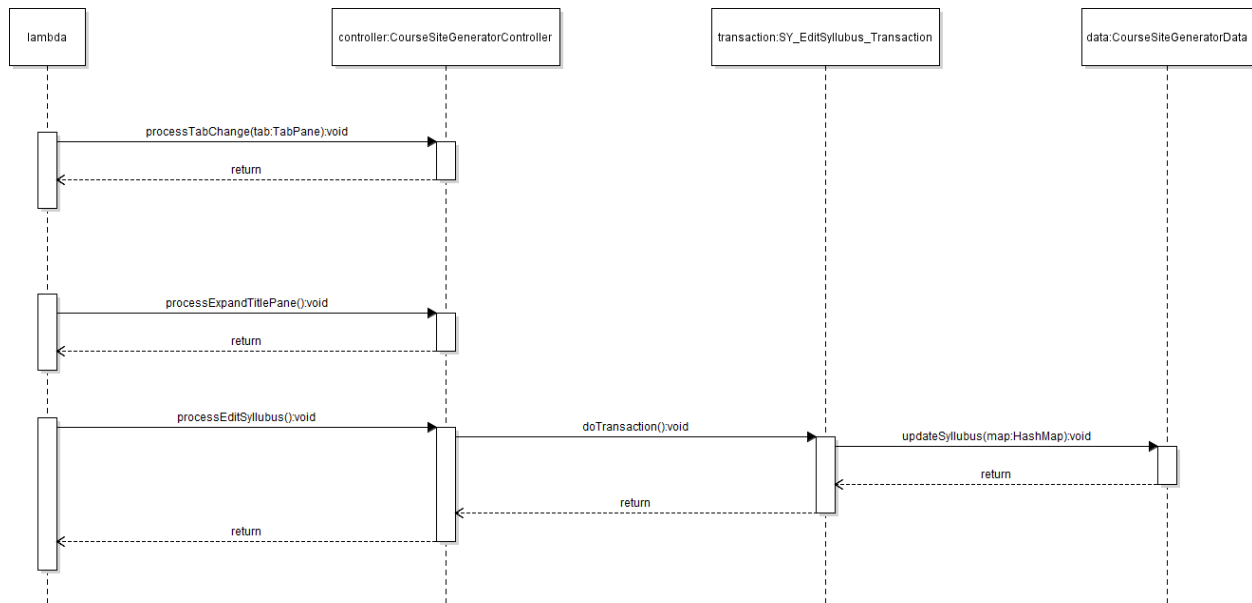 lambda
controller:CourseSiteGeneratorController
transaction:SY_EditSyllubus_Transaction
data:CourseSiteGeneratorData
processTabChange(tab:TabPane):void
return
processExpandTitlePane():void
return
processEditSyllubus():void
doTransaction():void
updateSyllubus(map:HashMap):void
return
return
return